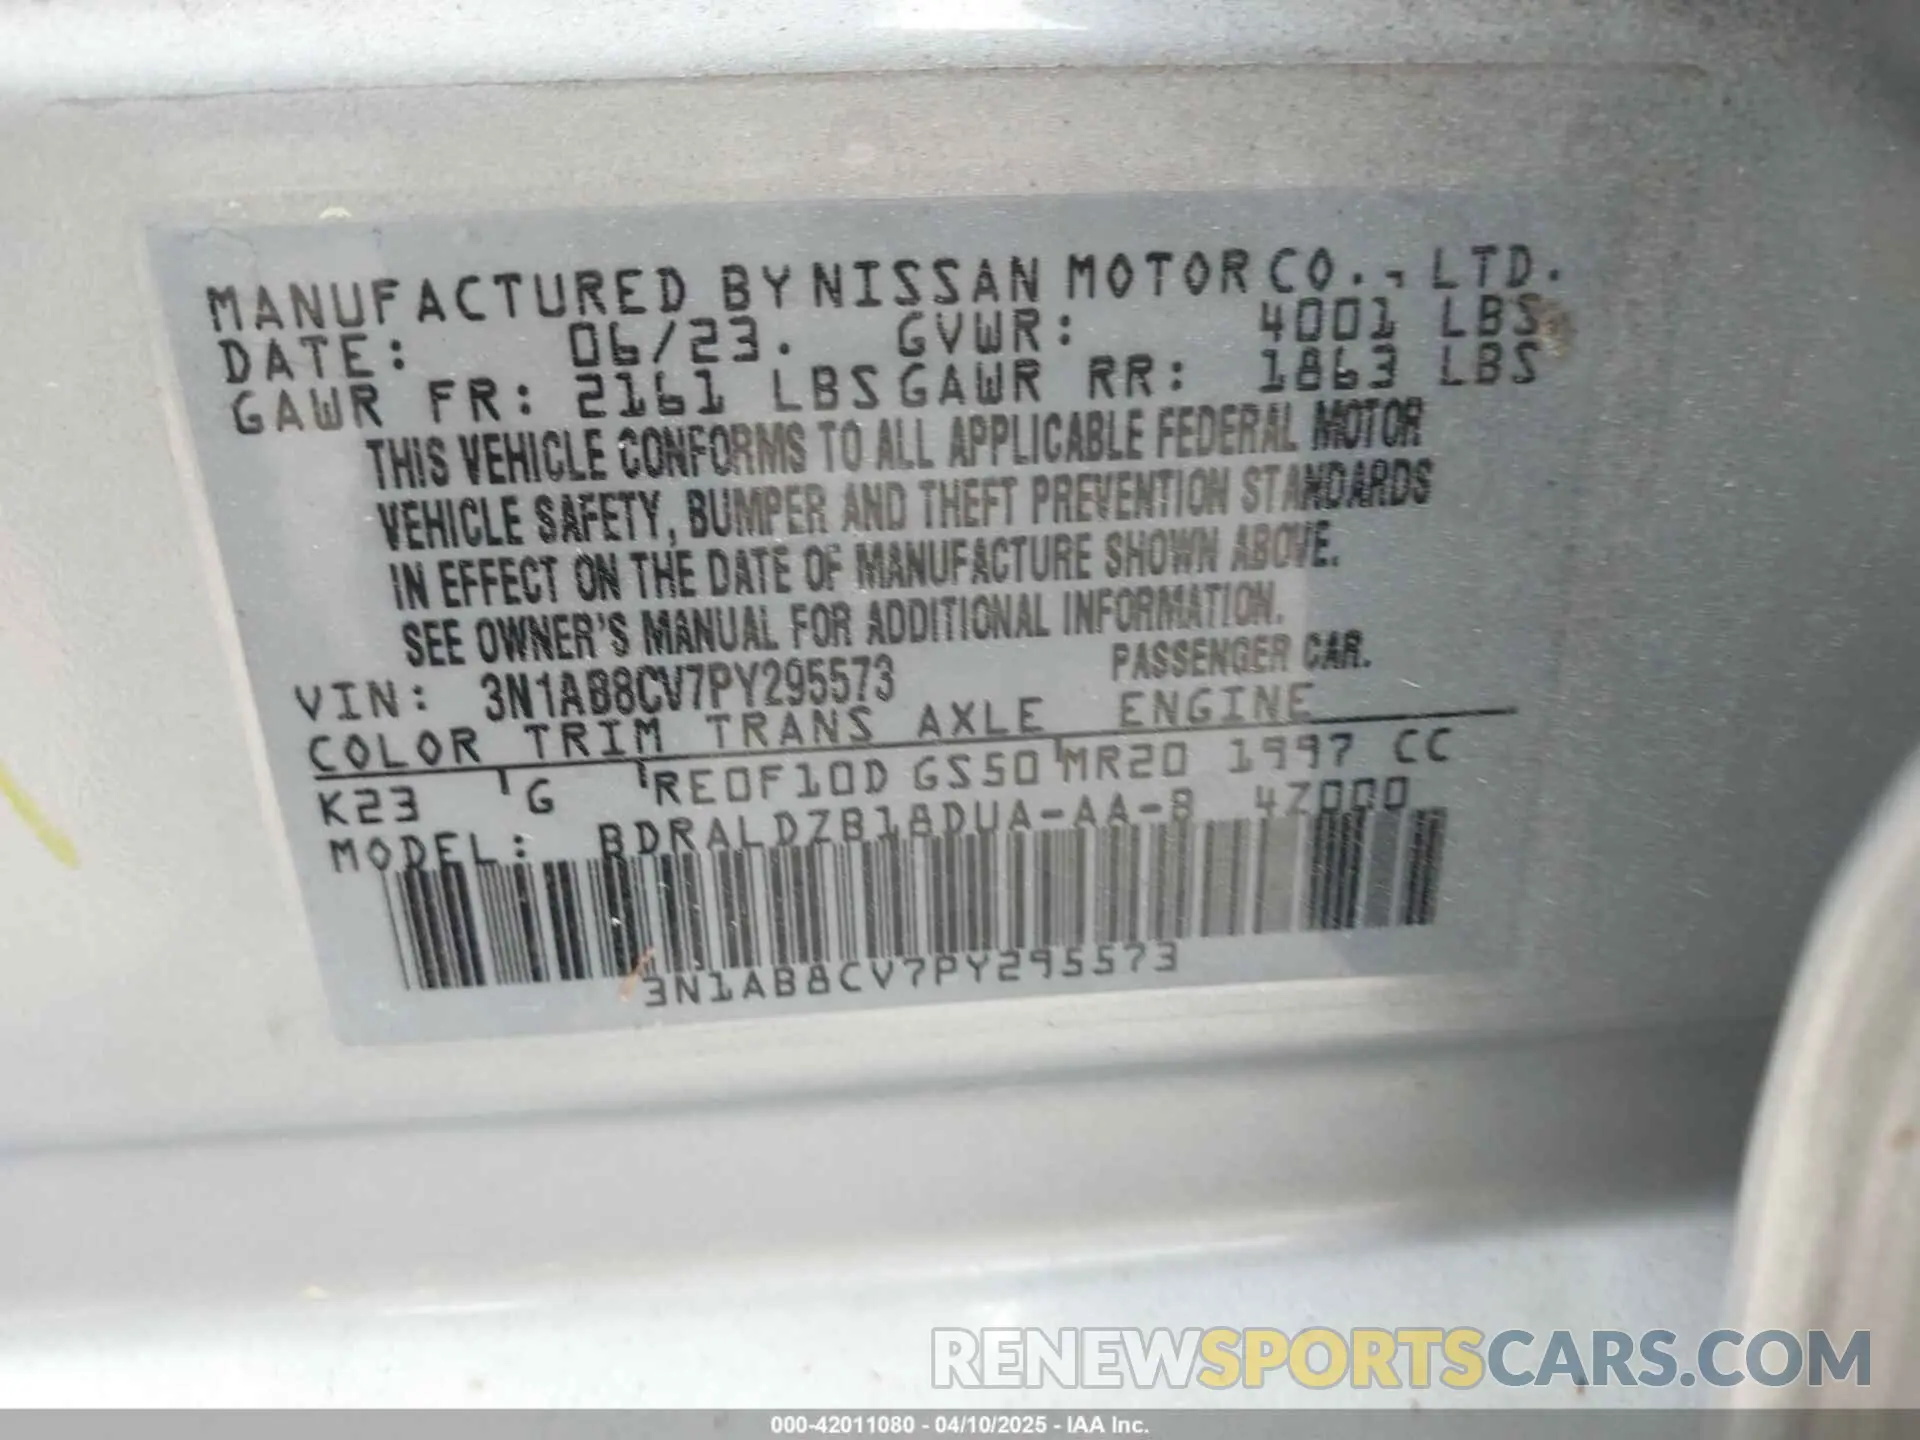 MANUFACTURED BY NISSAN MOTOR CO., LTD.
DATE: 06/23. GVWR: 4001 LBS
GAWR FR: 2161 LBS GAWR RR: 1863 LBS
THIS VEHICLE CONFORMS TO ALL APPLICABLE FEDERAL MOTOR
VEHICLE SAFETY, BUMPER AND THEFT PREVENTION STANDARDS
IN EFFECT ON THE DATE OF MANUFACTURE SHOWN ABOVE.
SEE OWNER'S MANUAL FOR ADDITIONAL INFORMATION.
VIN: 3N1AB8CV7PY295573 PASSENGER CAR.
COLOR TRIM TRANS AXLE ENGINE
K23 G RE0F10D GS50 MR20 1997 CC
MODEL: BDRALDZB18DUA-AA-B 4Z000
3N1AB8CV7PY295573
RENEWSPORTSCARS.COM
000-42011080 - 04/10/2025 - IAA Inc.